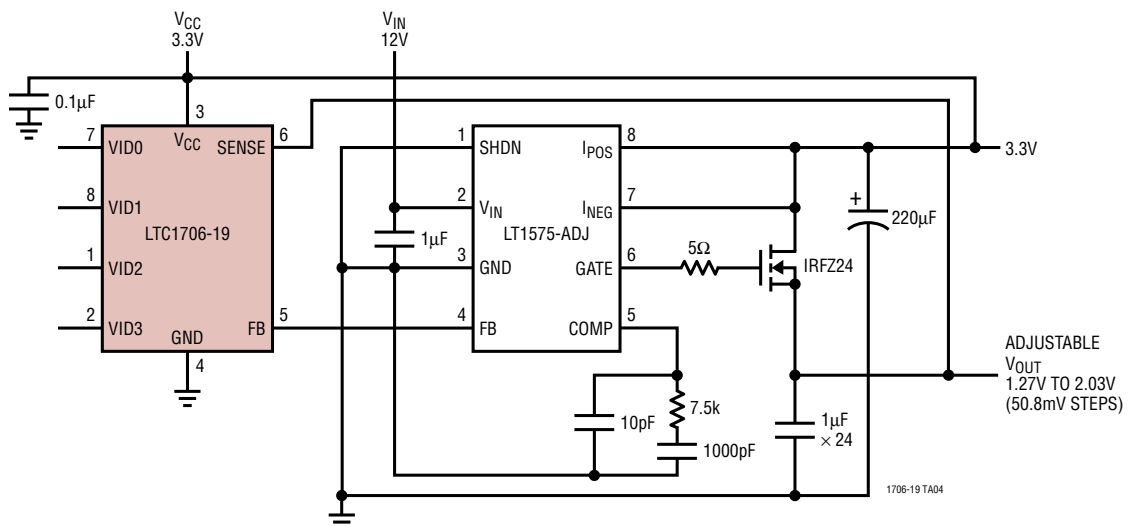 VCC
3.3V
VIN
12V
0.1μF
3
7
VID0
VCC
SENSE
6
8
VID1
LTC1706-19
1
VID2
2
VID3
GND
FB
5
4
1
SHDN
IPOS
8
2
VIN
INEG
7
LT1575-ADJ
1μF
3
GND
GATE
6
4
FB
COMP
5
3.3V
+
220μF
5Ω
IRFZ24
10pF
7.5k
1000pF
1μF
× 24
ADJUSTABLE
VOUT
1.27V TO 2.03V
(50.8mV STEPS)
1706-19 TA04